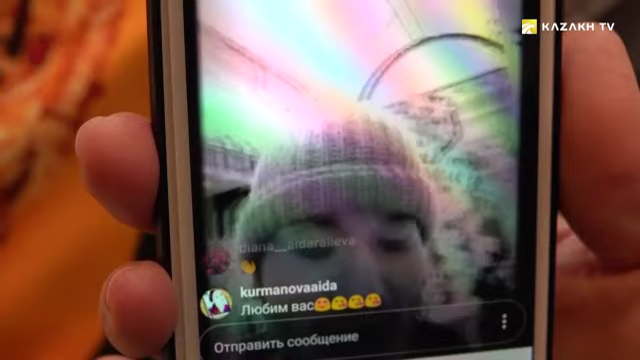 KAZAKH TV
diana__aidaralieva
👏
kurmanovaaida
Любим вас😍😘😘😘
Отправить сообщение